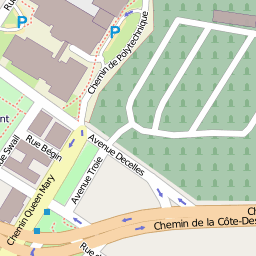 P
P
Chemin de Polytechnique
Rue Bégin
Avenue Decelles
Avenue Troie
Chemin Queen Mary
Chemin de la Côte-Des